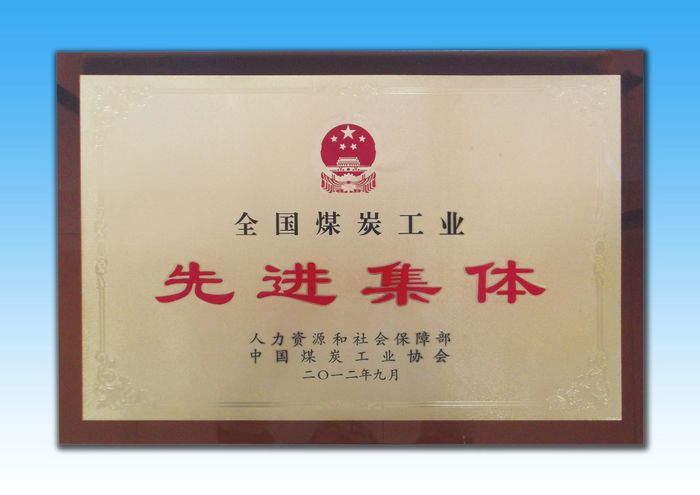 全国煤炭工业
先进集体
人力资源和社会保障部
中国煤炭工业协会
二〇一二年九月